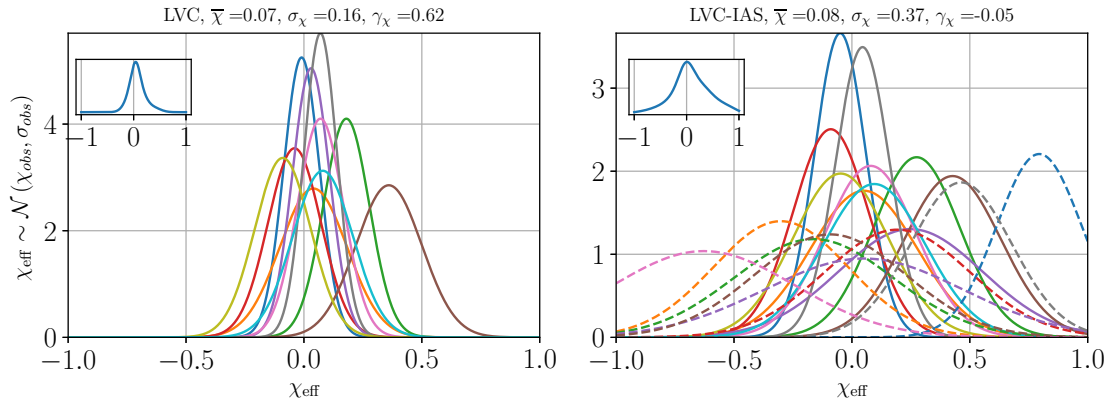 LVC, χ̅ =0.07, σ_χ =0.16, γ_χ =0.62
χ_eff ∼ 𝒩(χ_obs, σ_obs)
4
2
0
−1 0 1
−1.0 −0.5 0.0 0.5 1.0
χ_eff
LVC-IAS, χ̅ =0.08, σ_χ =0.37, γ_χ =-0.05
3
2
1
0
−1 0 1
−1.0 −0.5 0.0 0.5 1.0
χ_eff